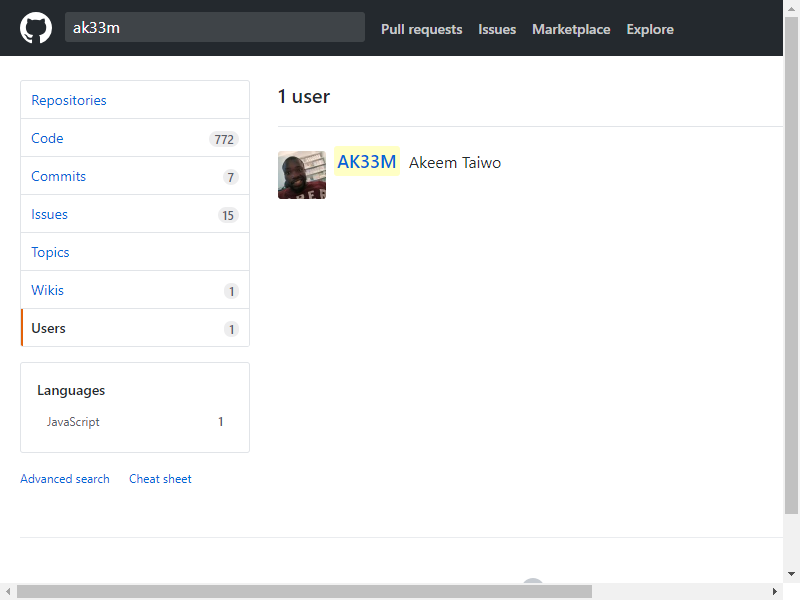 ak33m
Pull requests Issues Marketplace Explore
Repositories
Code 772
Commits 7
Issues 15
Topics
Wikis 1
Users 1
Languages
JavaScript 1
Advanced search Cheat sheet
1 user
AK33M Akeem Taiwo